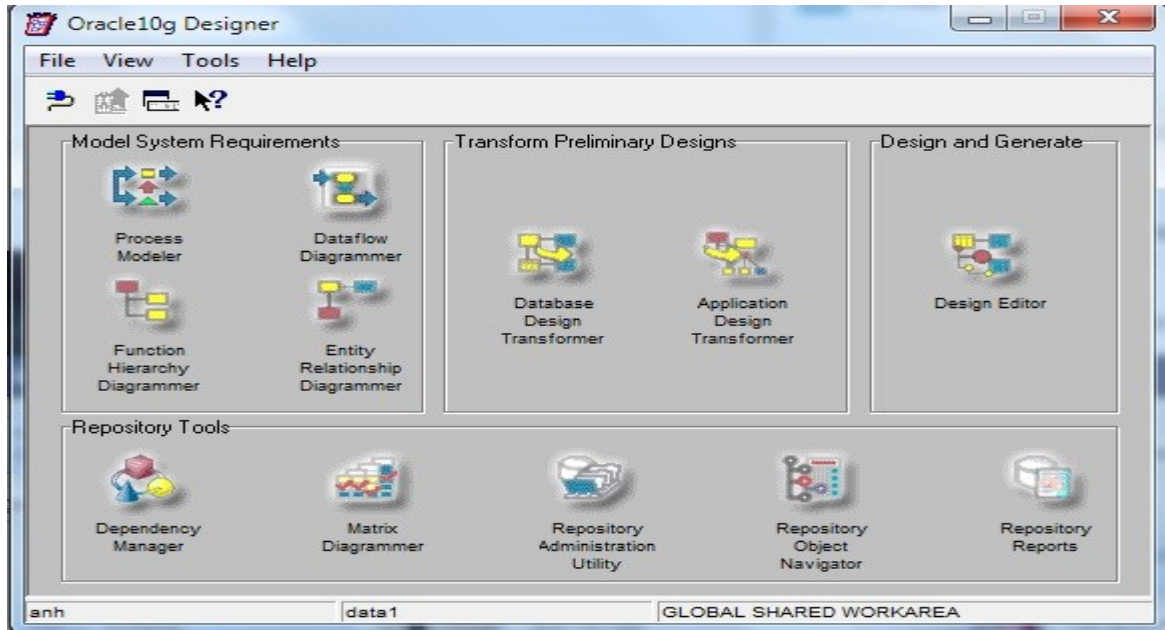 Oracle10g Designer
File View Tools Help
Model System Requirements
Process
Modeler
Dataflow
Diagrammer
Function
Hierarchy
Diagrammer
Entity
Relationship
Diagrammer
Transform Preliminary Designs
Database
Design
Transformer
Application
Design
Transformer
Design and Generate
Design Editor
Repository Tools
Dependency
Manager
Matrix
Diagrammer
Repository
Administration
Utility
Repository
Object
Navigator
Repository
Reports
anh data1 GLOBAL SHARED WORKAREA